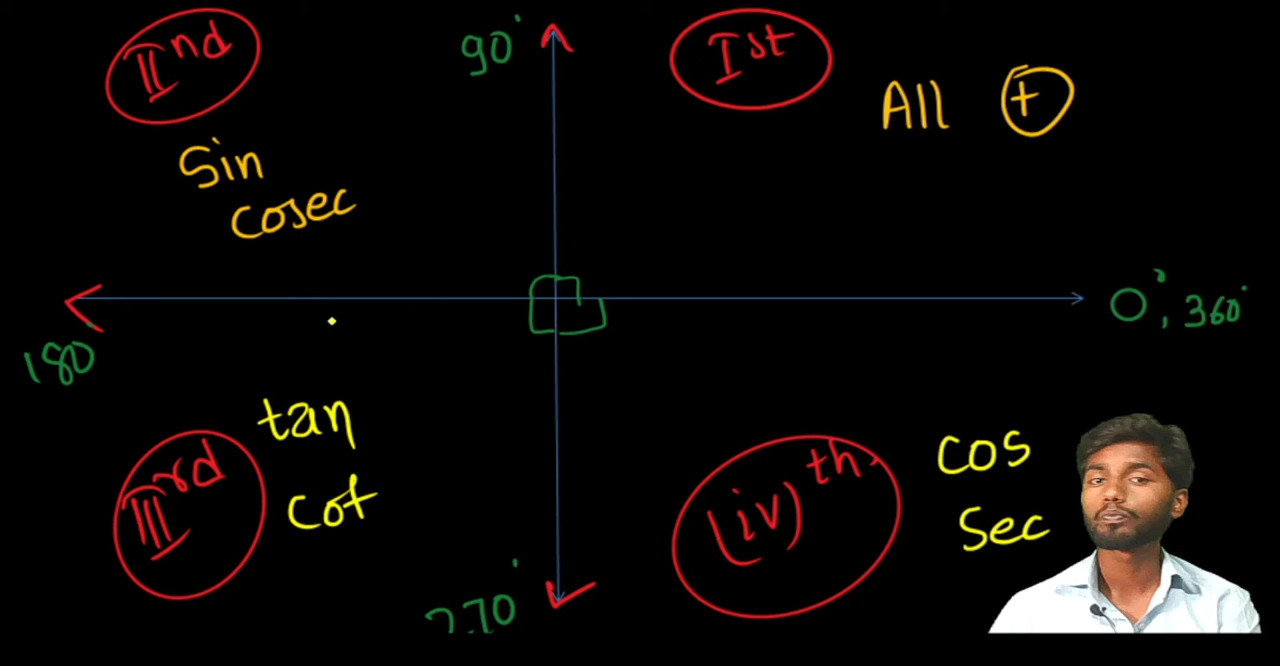 IInd
90°
Ist
All +
Sin
cosec
180°
0°, 360°
tan
cot
IIIrd
(iv)th
cos
Sec
270°